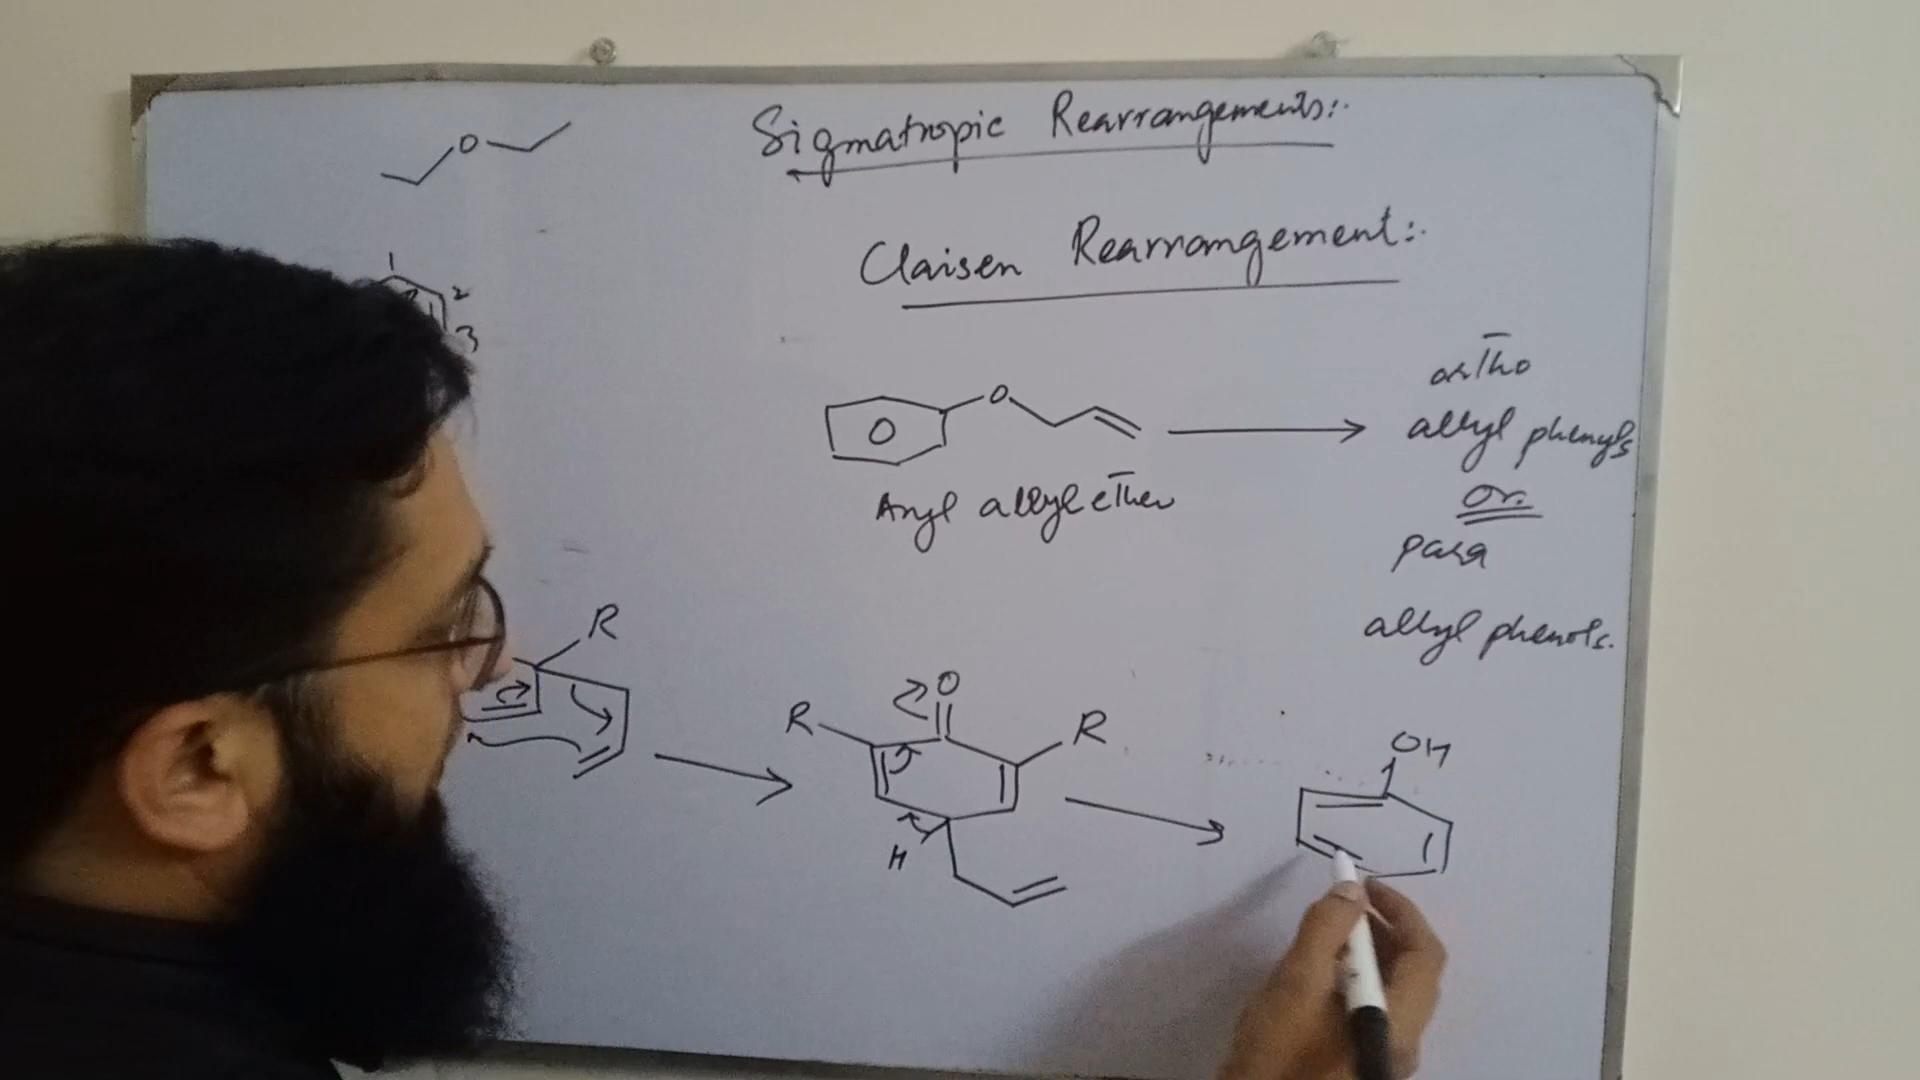 Sigmatropic Rearrangements:.
Claisen Rearrangement:.
O
1
2
3
O
Aryl allyl ether
ortho
allyl phenyls
or.
para
allyl phenols.
R
O
R
R
H
OH